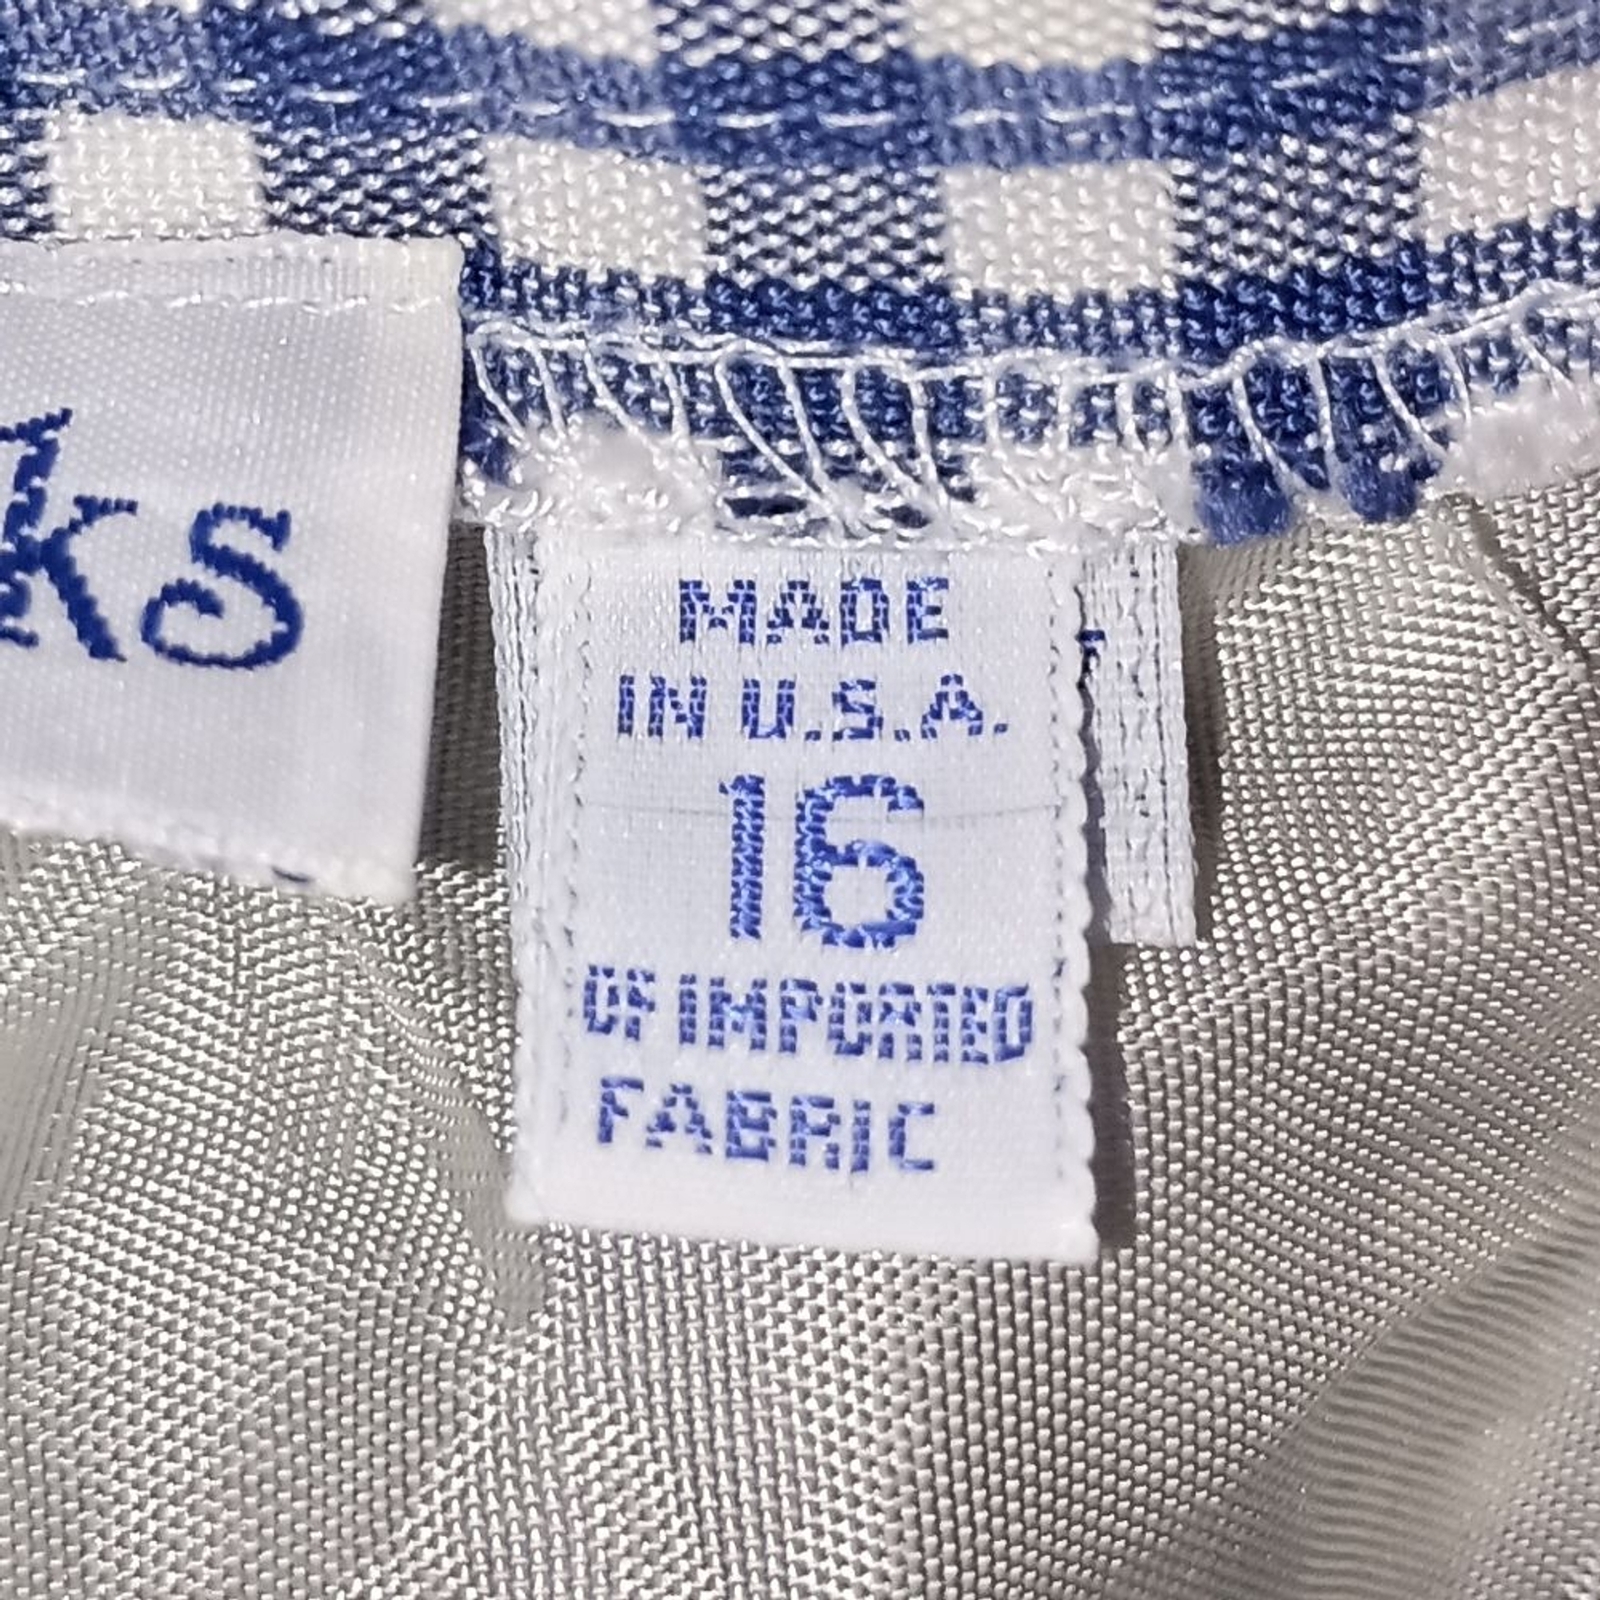 ks
MADE
IN U.S.A.
16
OF IMPORTED
FABRIC